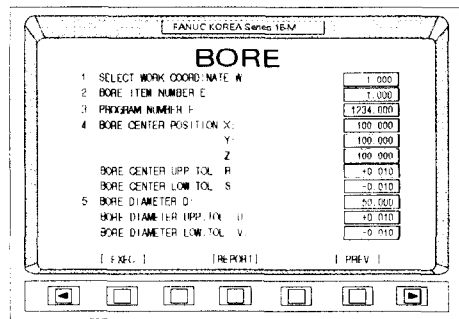 FANUC KOREA Series 16-M
BORE
1 SELECT WORK COORDINATE W 1.000
2 BORE ITEM NUMBER E 1.000
3 PROGRAM NUMBER 1234.000
4 BORE CENTER POSITION X: 100.000
Y: 100.000
Z 100.000
BORE CENTER UPP TOL R +0.010
BORE CENTER LOW TOL S -0.010
5 BORE DIAMETER D: 50.000
BORE DIAMETER UPP.TOL U +0.010
BORE DIAMETER LOW.TOL V. -0.010
[ EXEC. ] [REPORT] [ PREV ]